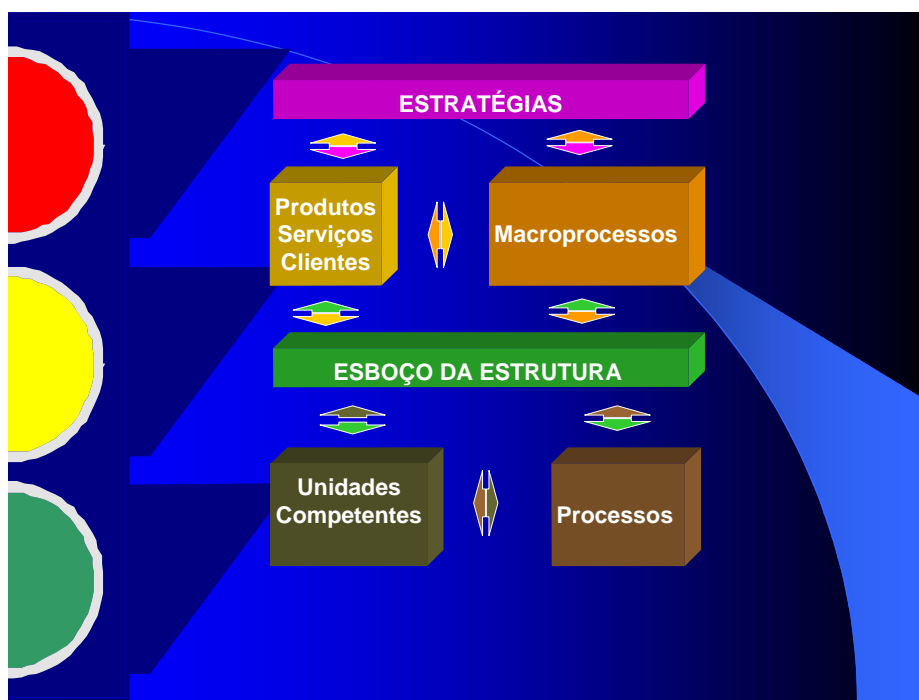 ESTRATÉGIAS
Produtos
Serviços
Clientes
Macroprocessos
ESBOÇO DA ESTRUTURA
Unidades
Competentes
Processos